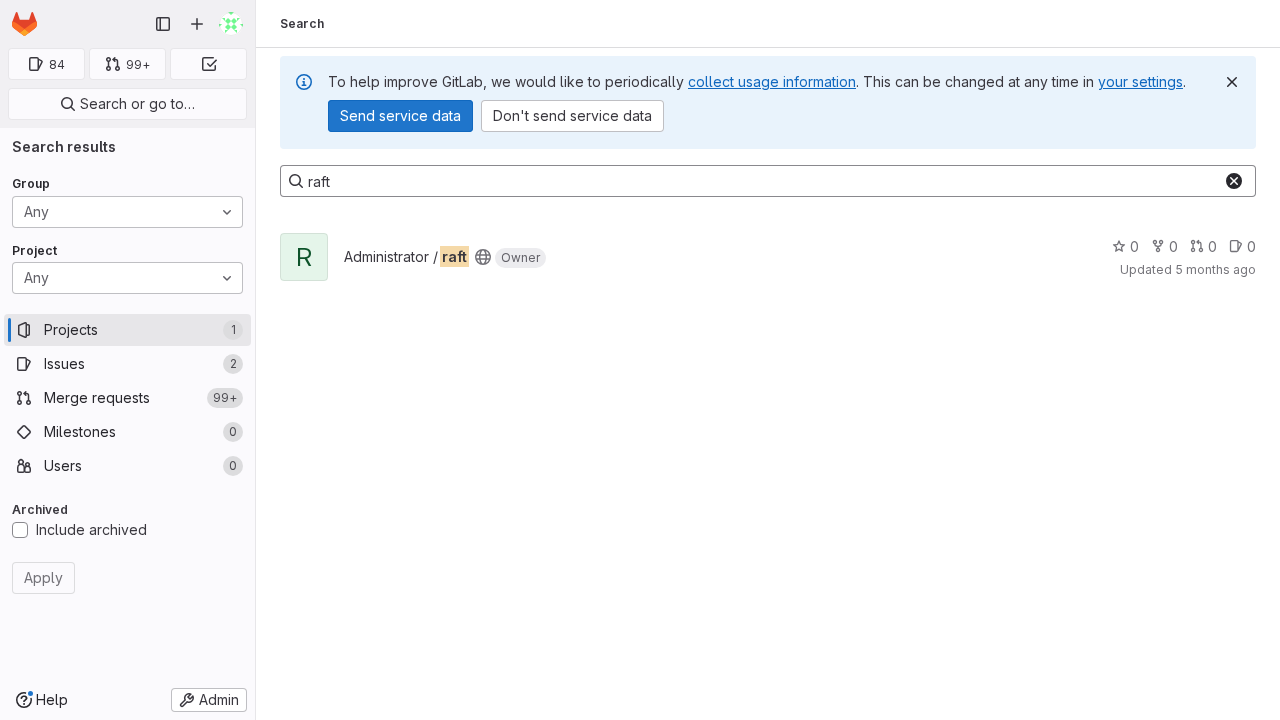 Search
84
99+
Search or go to…
Search results
Group
Any
Project
Any
Projects 1
Issues 2
Merge requests 99+
Milestones 0
Users 0
Archived
Include archived
Apply
Help
Admin
To help improve GitLab, we would like to periodically collect usage information. This can be changed at any time in your settings.
Send service data
Don't send service data
raft
R
Administrator / raft Owner
0 0 0 0
Updated 5 months ago